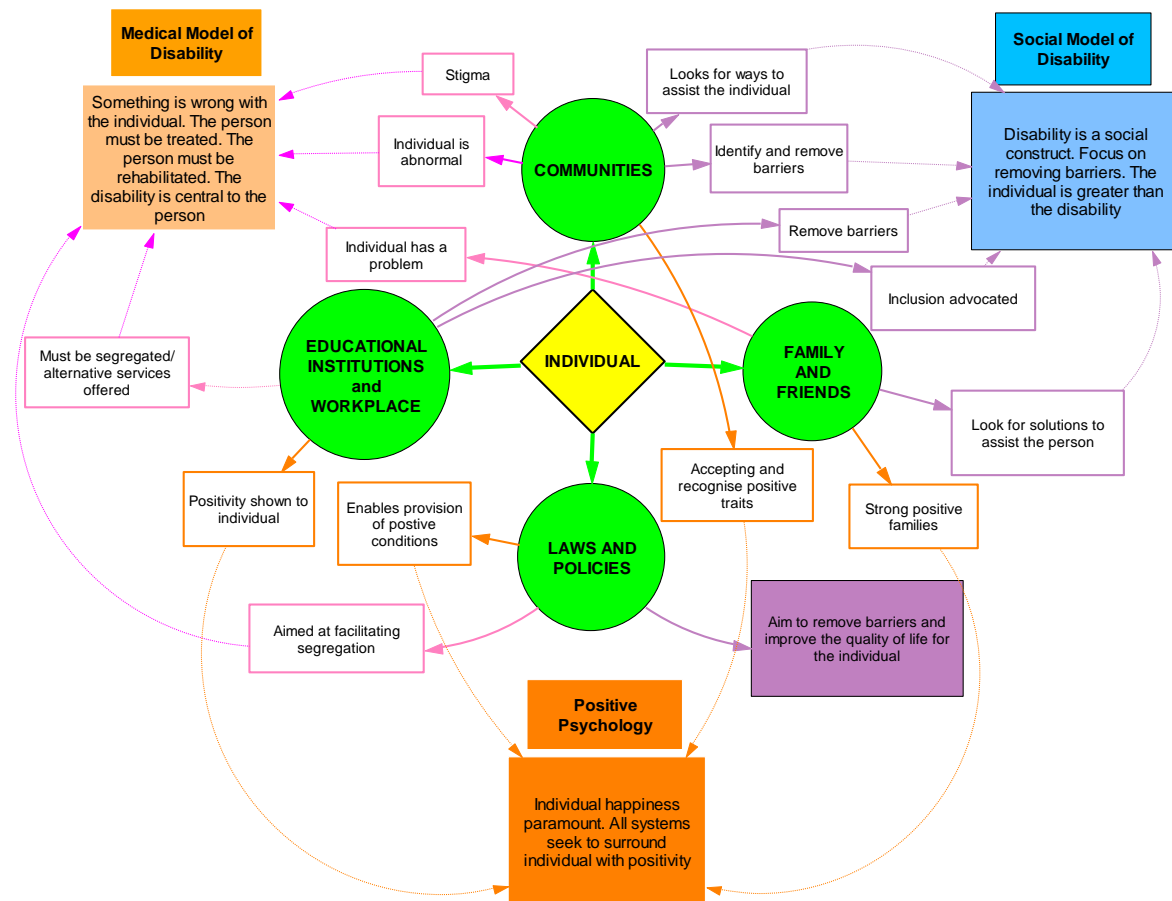 Medical Model of
Disability
Social Model of
Disability
Stigma
Looks for ways to
assist the individual
Something is wrong with
the individual. The person
must be treated. The
person must be
rehabilitated. The
disability is central to the
person
Individual is
abnormal
COMMUNITIES
Identify and remove
barriers
Disability is a social
construct. Focus on
removing barriers. The
individual is greater than
the disability
Individual has a
problem
Remove barriers
Inclusion advocated
Must be segregated/
alternative services
offered
EDUCATIONAL
INSTITUTIONS
and
WORKPLACE
INDIVIDUAL
FAMILY
AND
FRIENDS
Look for solutions to
assist the person
Positivity shown to
individual
Enables provision
of postive
conditions
Accepting and
recognise positive
traits
Strong positive
families
LAWS AND
POLICIES
Aimed at facilitating
segregation
Aim to remove barriers and
improve the quality of life for
the individual
Positive
Psychology
Individual happiness
paramount. All systems
seek to surround
individual with positivity